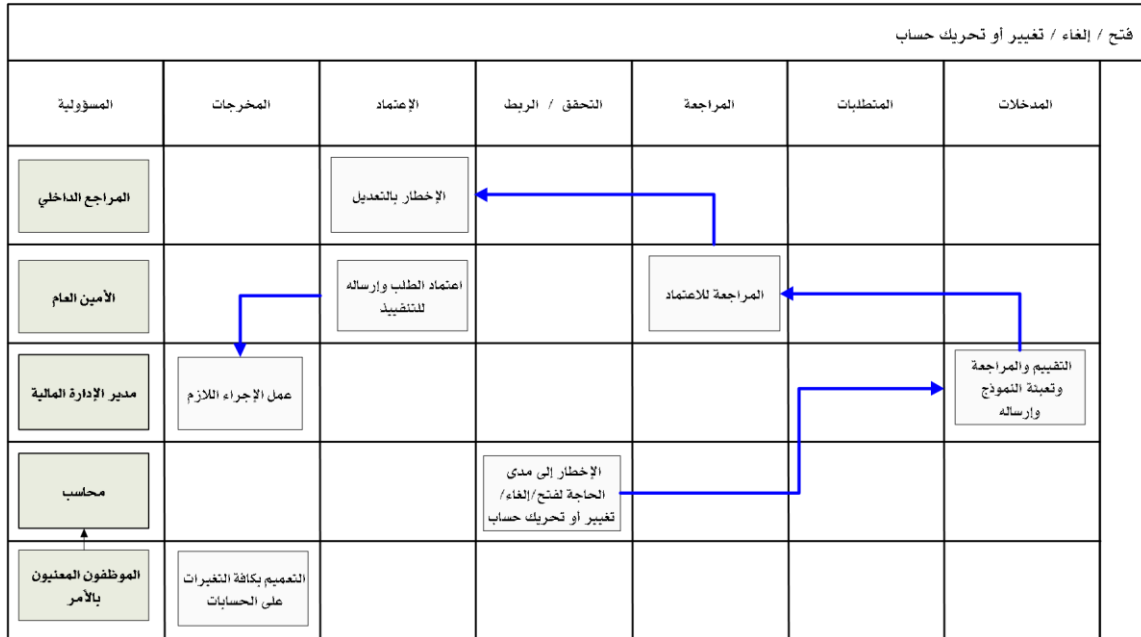 فتح / إلغاء / تغيير أو تحريك حساب
المدخلات
المتطلبات
المراجعة
التحقق / الربط
الإعتماد
المخرجات
المسؤولية
الإخطار بالتعديل
المراجع الداخلي
المراجعة للاعتماد
اعتماد الطلب وإرساله
للتنفييذ
الأمين العام
التقييم والمراجعة
وتعبئة النموذج
وإرساله
عمل الإجراء اللازم
مدير الإدارة المالية
الإخطار إلى مدى
الحاجة لفتح/إلغاء/
تغيير أو تحريك حساب
محاسب
التعميم بكافة التغيرات
على الحسابات
الموظفون المعنيون
بالأمر